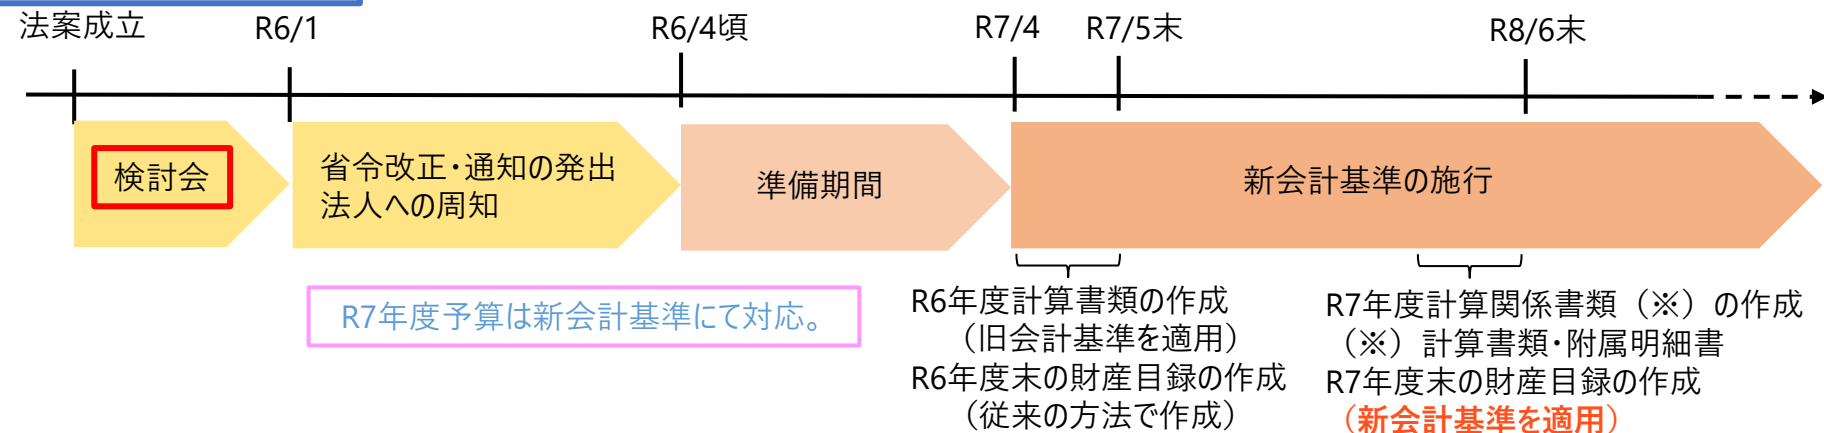 法案成立
R6/1
R6/4頃
R7/4
R7/5末
R8/6末
検討会
省令改正・通知の発出
法人への周知
準備期間
新会計基準の施行
R7年度予算は新会計基準にて対応。
R6年度計算書類の作成
（旧会計基準を適用）
R6年度末の財産目録の作成
（従来の方法で作成）
R7年度計算関係書類（※）の作成
（※）計算書類・附属明細書
R7年度末の財産目録の作成
（新会計基準を適用）